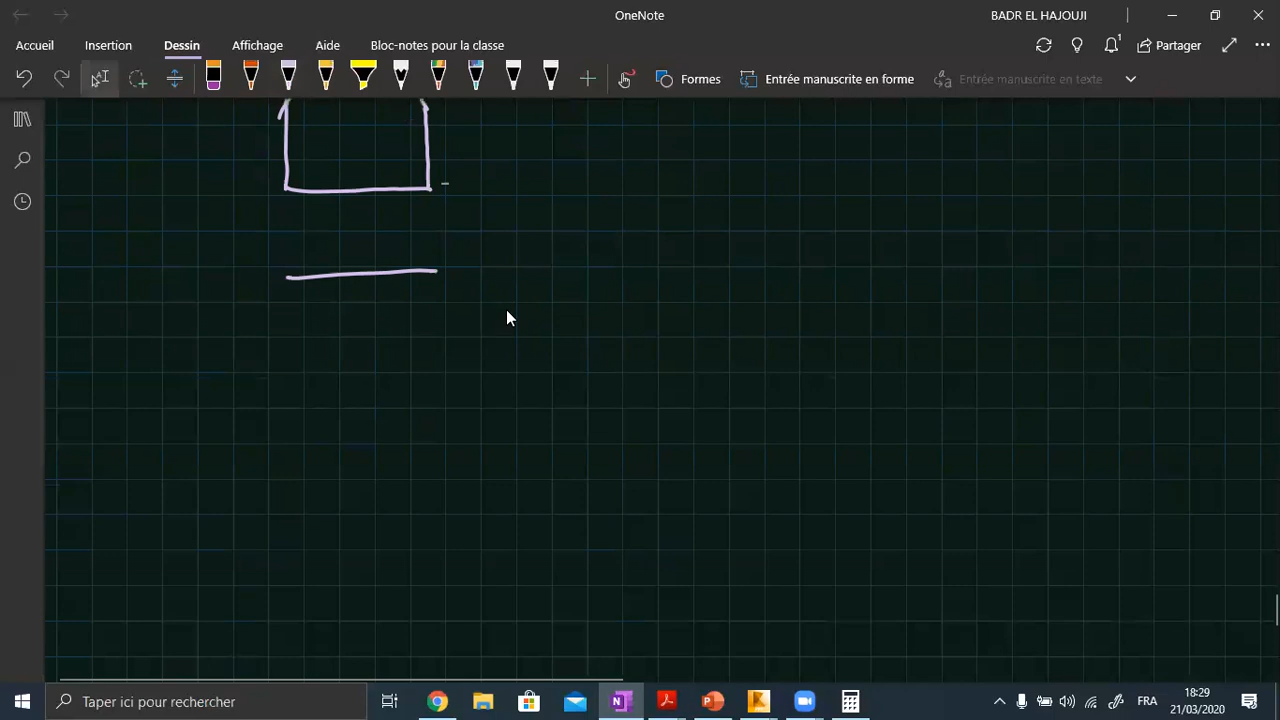 OneNote
BADR EL HAJOUJI
Accueil
Insertion
Dessin
Affichage
Aide
Bloc-notes pour la classe
Partager
Formes
Entrée manuscrite en forme
Entrée manuscrite en texte
Taper ici pour rechercher
FRA
18:29
21/03/2020